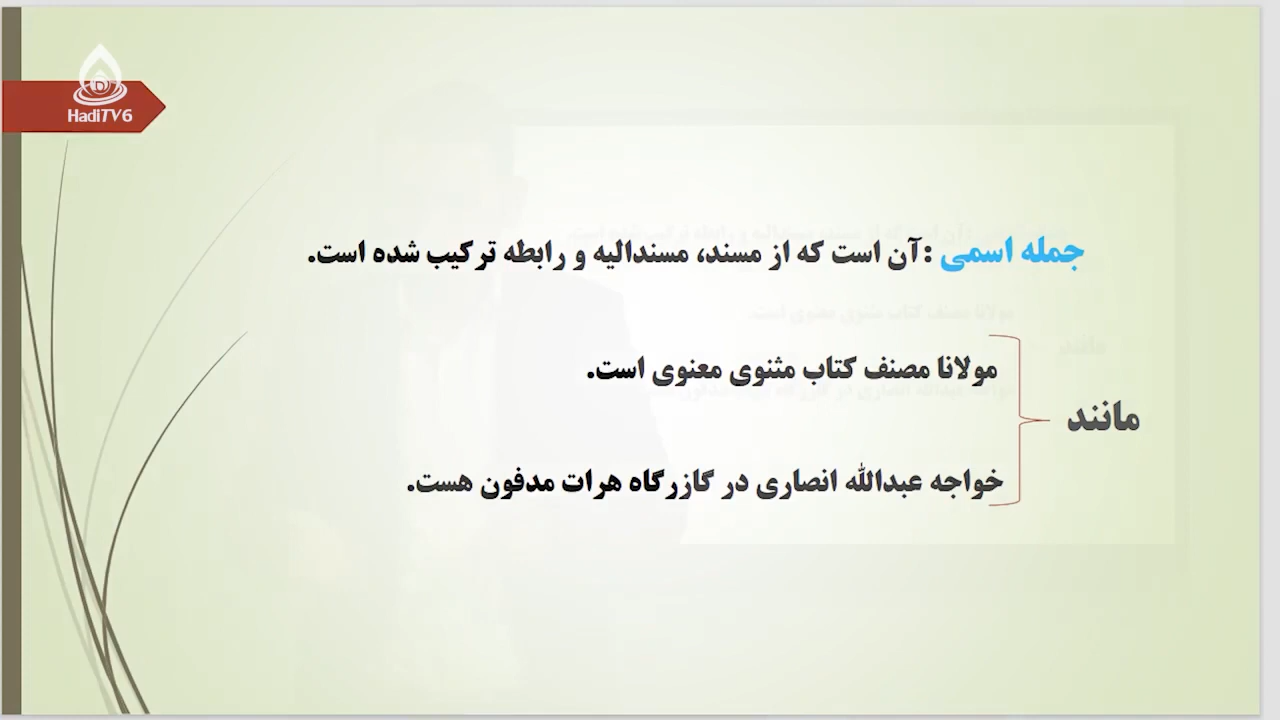 HadiTV6
جمله اسمی :آن است که از مسند، مسندالیه و رابطه ترکیب شده است.
مولانا مصنف کتاب مثنوی معنوی است.
مانند
خواجه عبدالله انصاری در گازرگاه هرات مدفون هست.